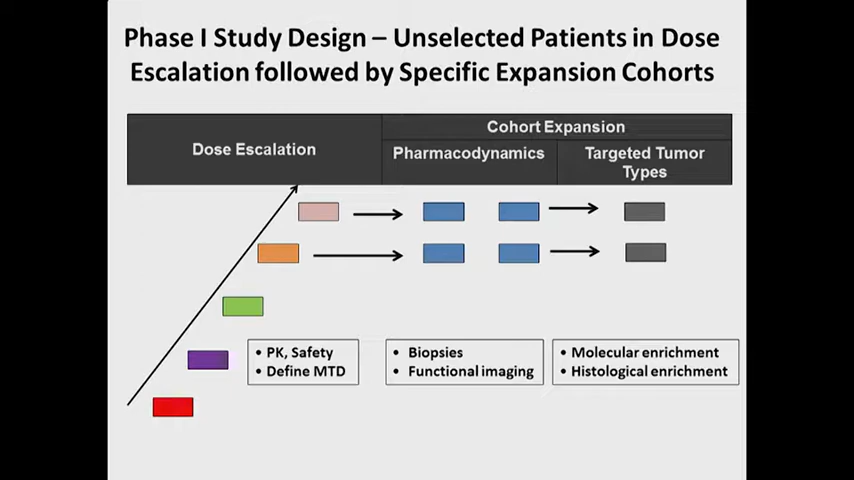 Phase I Study Design – Unselected Patients in Dose
Escalation followed by Specific Expansion Cohorts
Dose Escalation
Cohort Expansion
Pharmacodynamics
Targeted Tumor
Types
• PK, Safety
• Define MTD
• Biopsies
• Functional imaging
• Molecular enrichment
• Histological enrichment